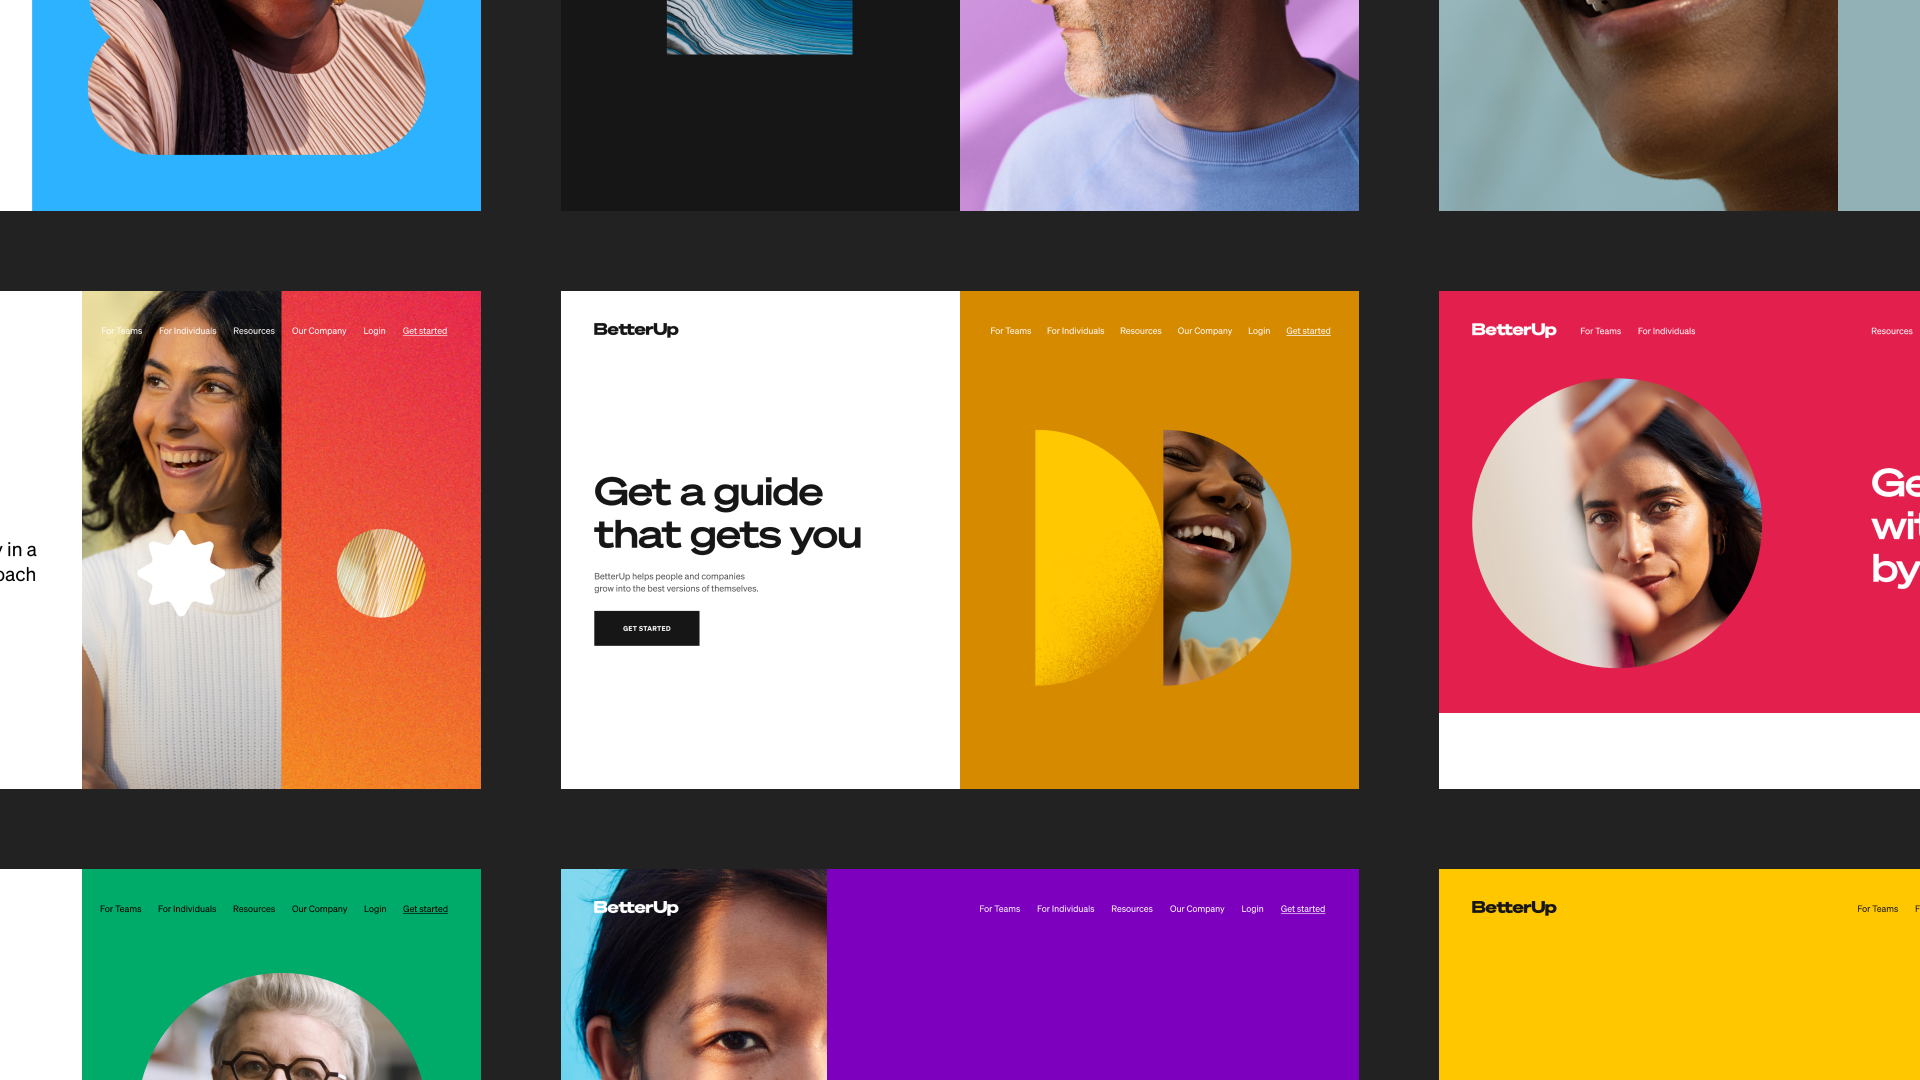 For Teams For Individuals Resources Our Company Login Get started
y in a
oach
BetterUp
For Teams For Individuals Resources Our Company Login Get started
Get a guide
that gets you
BetterUp helps people and companies
grow into the best versions of themselves.
GET STARTED
BetterUp For Teams For Individuals Resources
Ge
wit
by
For Teams For Individuals Resources Our Company Login Get started
BetterUp
For Teams For Individuals Resources Our Company Login Get started
BetterUp
For Teams F